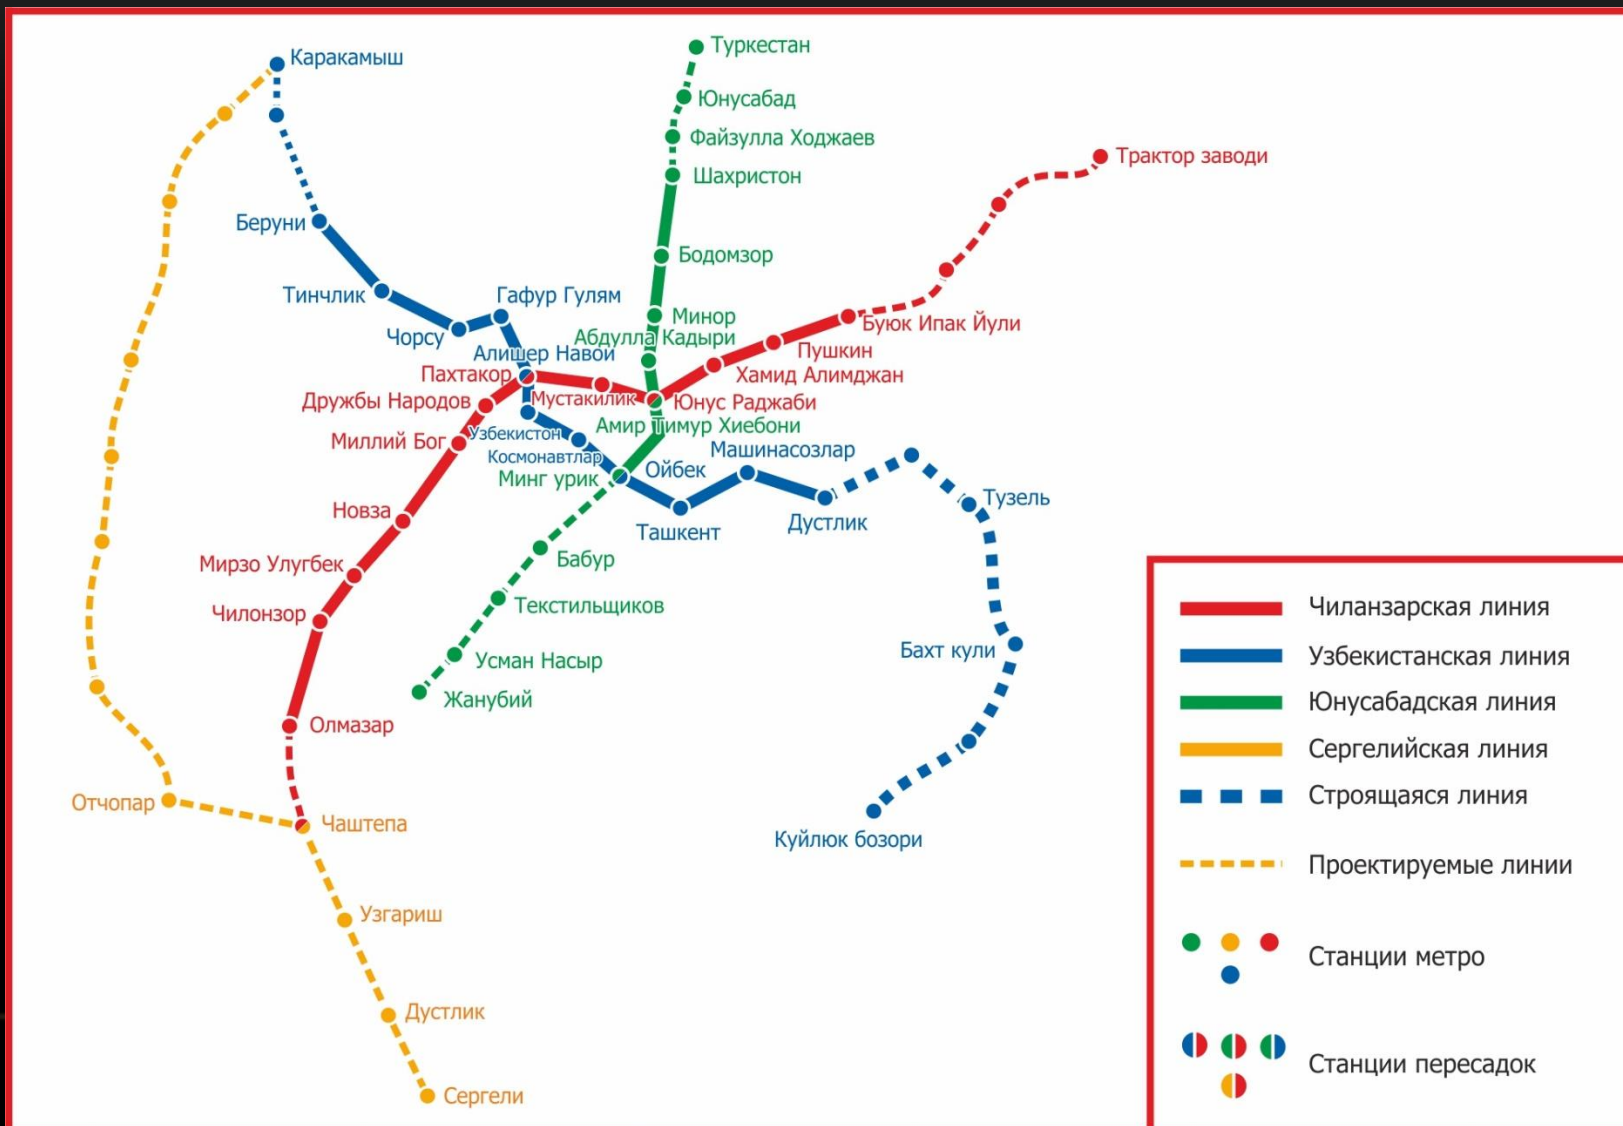 Каракамыш
Туркестан
Юнусабад
Файзулла Ходжаев
Трактор заводи
Шахристон
Беруни
Бодомзор
Тинчлик
Гафур Гулям
Минор
Чорсу
Абдулла Кадыри
Буюк Ипак Йули
Алишер Навои
Пушкин
Пахтакор
Хамид Алимджан
Дружбы Народов
Мустакилик
Юнус Раджаби
Амир Тимур Хиебони
Миллий Бог
Узбекистон
Космонавтлар
Машинасозлар
Минг урик
Ойбек
Тузель
Новза
Ташкент
Дустлик
Мирзо Улугбек
Бабур
Чилонзор
Текстильщиков
Бахт кули
Усман Насыр
Жанубий
Олмазар
Отчопар
Чаштепа
Куйлюк бозори
Узгариш
Дустлик
Сергели
Чиланзарская линия
Узбекистанская линия
Юнусабадская линия
Сергелийская линия
Строящаяся линия
Проектируемые линии
Станции метро
Станции пересадок